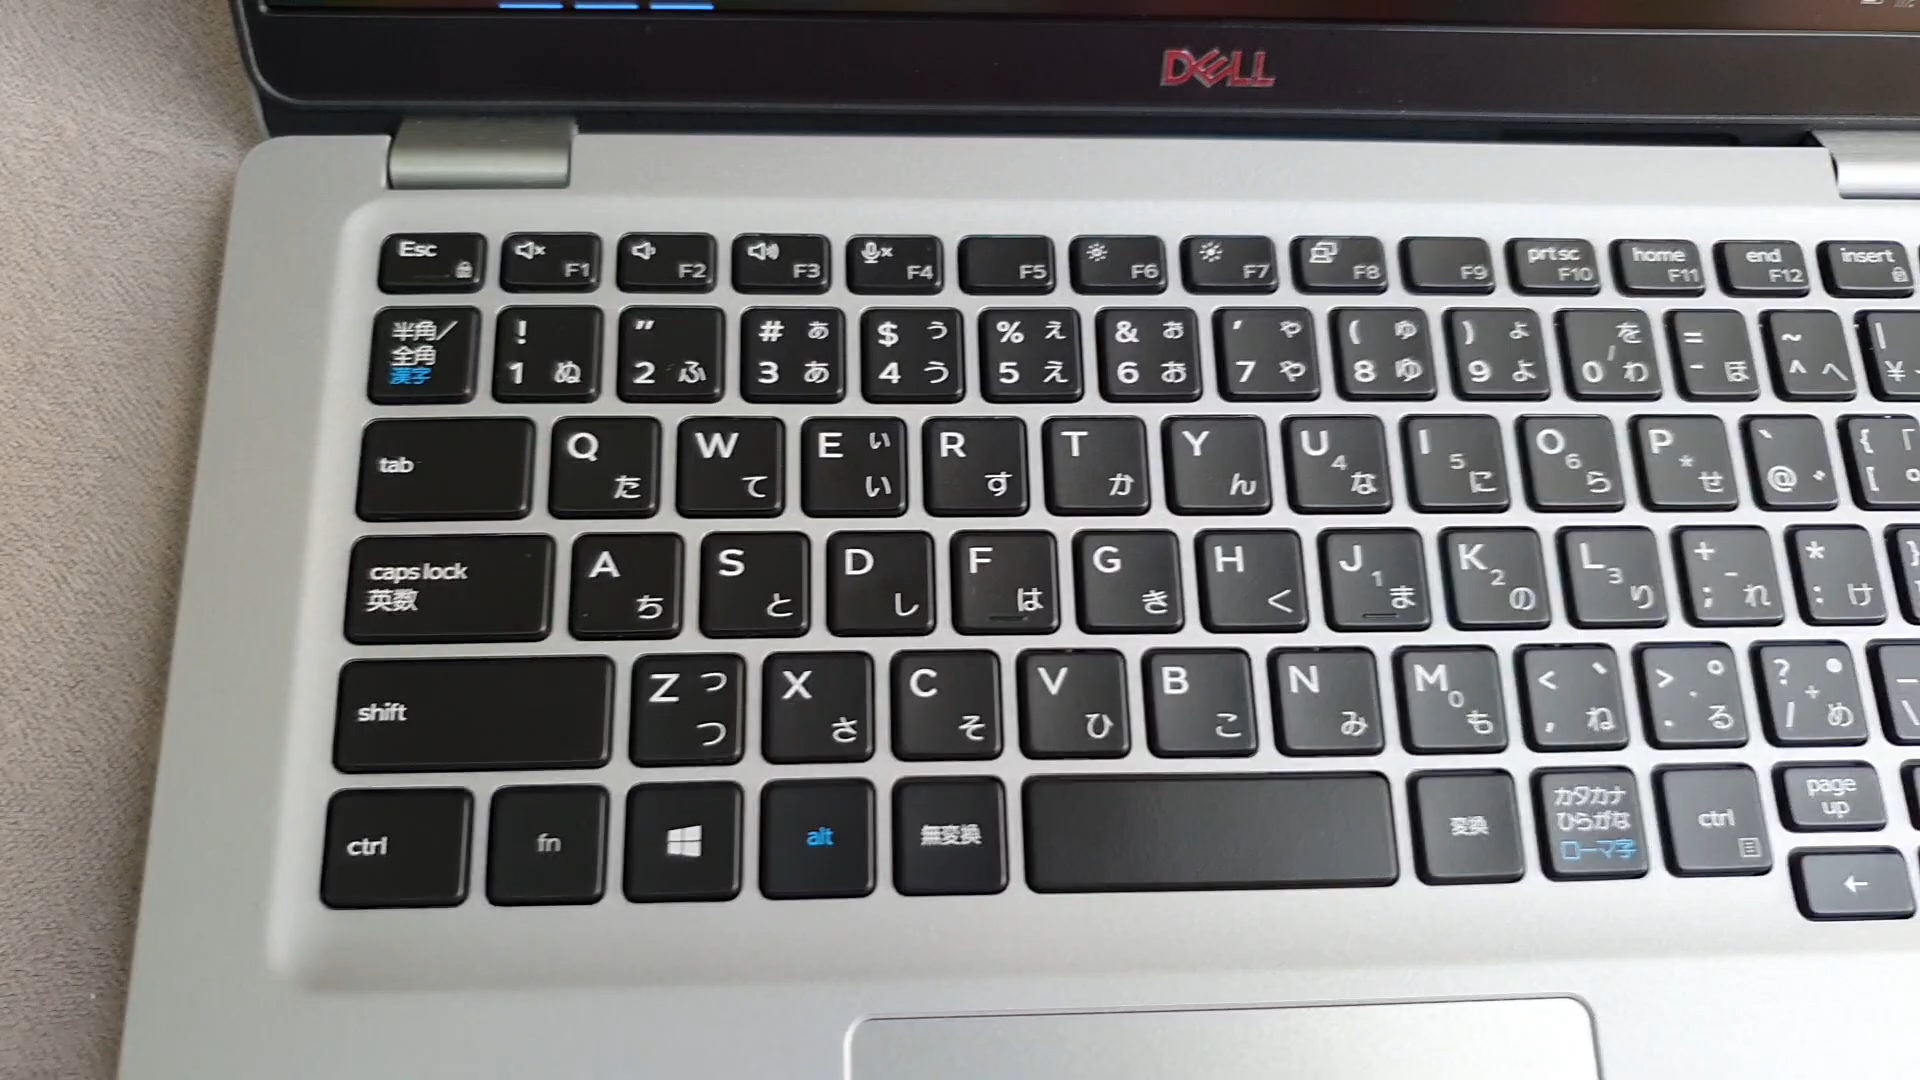 DELL
Esc F1 F2 F3 F4 F5 F6 F7 F8 F9 prt sc F10 home F11 end F12 insert
半角/
全角
漢字
! 1 ぬ
" 2 ふ
# あ 3 あ
$ ぅ 4 う
% ぇ 5 え
& ぉ 6 お
' ゃ 7 や
( ゅ 8 ゆ
) ょ 9 よ
を 0 わ
= - ほ
~ ^ へ
| ¥
tab
Q た
W て
E ぃ い
R す
T か
Y ん
U 4 な
I 5 に
O 6 ら
P * せ
` @ ゛
{ 「 [ ゜
caps lock
英数
A ち
S と
D し
F は
G き
H く
J 1 ま
K 2 の
L 3 り
+ - ; れ
* : け
}
shift
Z っ つ
X さ
C そ
V ひ
B こ
N み
M 0 も
< 、 , ね
> 。 . . る
? ・ + / め
_ \
ctrl
fn
alt
無変換
変換
カタカナ
ひらがな
ローマ字
ctrl
page
up
←